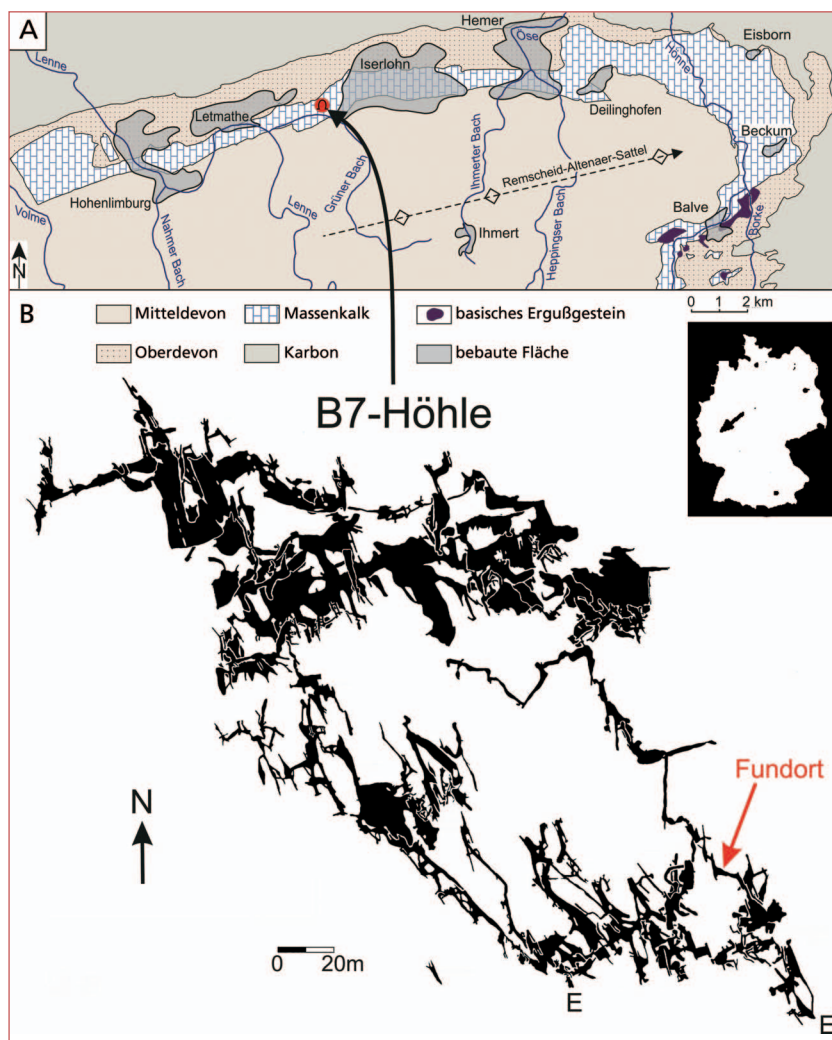 A
Hemer
Lenne
Öse
Hönne
Eisborn
Iserlohn
Letmathe
Deilinghofen
Beckum
Ihmerter Bach
Remscheid-Altenaer-Sattel
Grüner Bach
Hohenlimburg
Lenne
Volme
Nahmer Bach
Heppingser Bach
Balve
Borke
Ihmert
N
B
Mitteldevon
Massenkalk
basisches Ergußgestein
0 1 2 km
Oberdevon
Karbon
bebaute Fläche
B7-Höhle
Fundort
N
0 20m
E
E